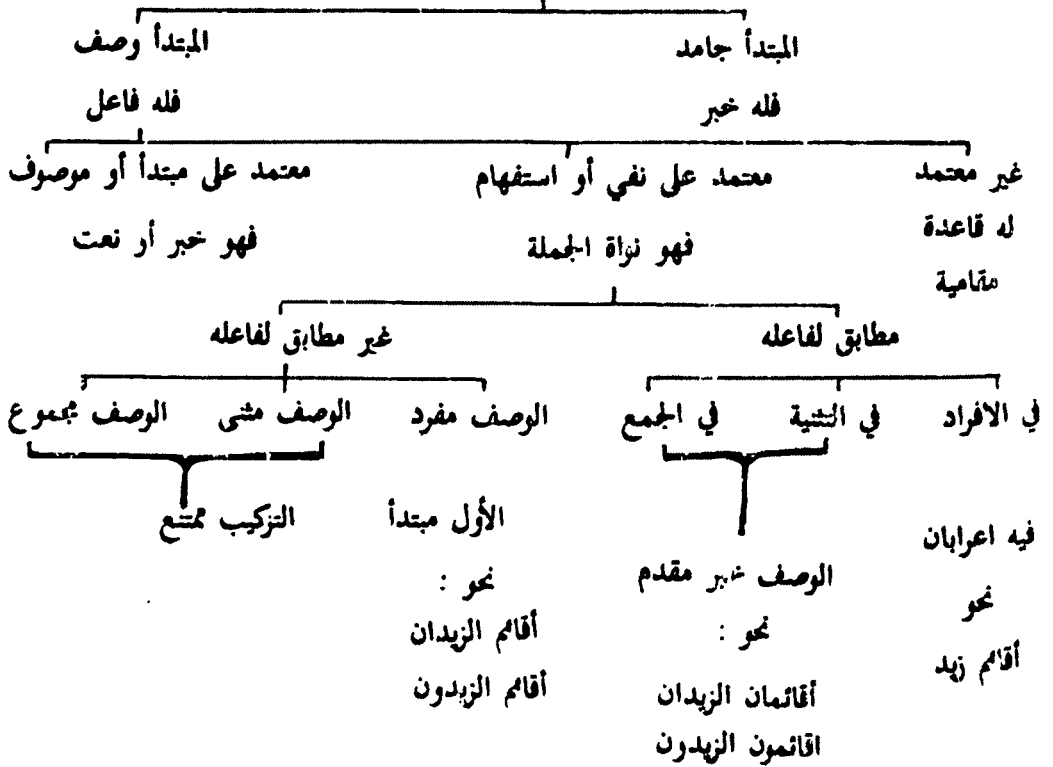 المبتدأ جامد
المبتدأ وصف
فله خبر
فله فاعل
غير معتمد
معتمد على نفي أو استفهام
معتمد على مبتدأ أو موصوف
له قاعدة
مقامية
فهو نواة الجملة
فهو خبر أو نعت
مطابق لفاعله
غير مطابق لفاعله
في الافراد
في التثنية
في الجمع
الوصف مفرد
الوصف مثنى
الوصف مجموع
فيه اعرابان
نحو
أقائم زيد
الوصف خبر مقدم
نحو :
أقائمان الزيدان
اقائمون الزيدون
الأول مبتدأ
نحو :
أقائم الزيدان
أقائم الزيدون
التركيب ممتنع